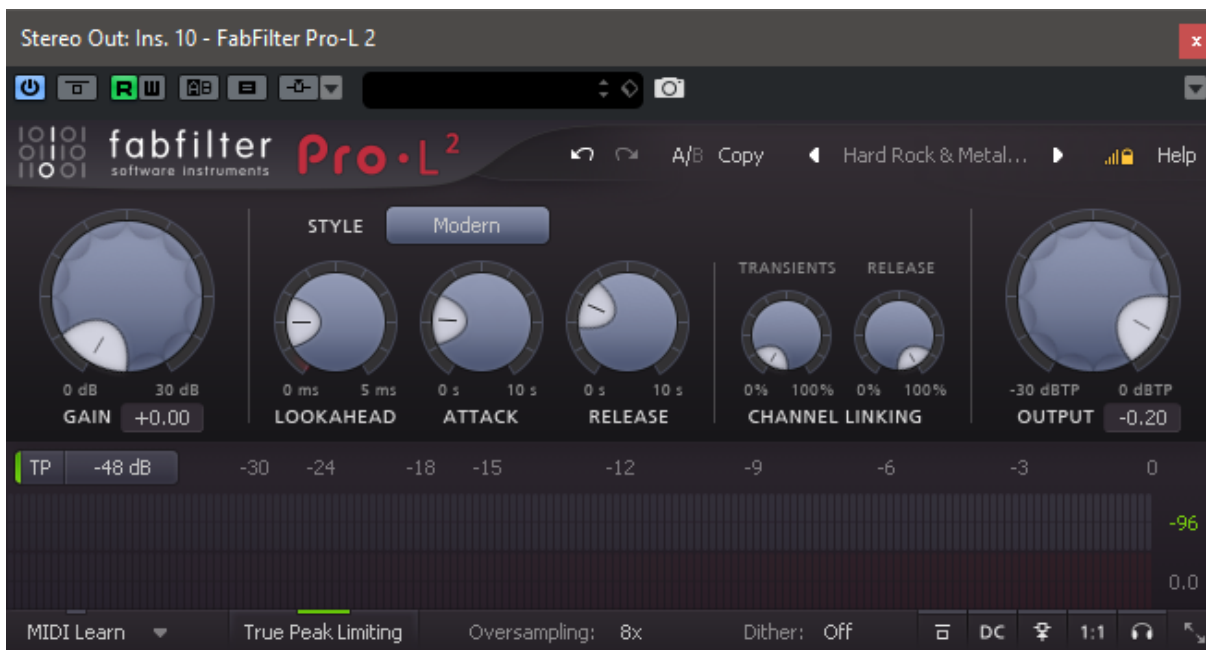 Stereo Out: Ins. 10 - FabFilter Pro-L 2
x
R W AB
fabfilter
software instruments
Pro·L 2
A/B Copy Hard Rock & Metal... Help
STYLE Modern
TRANSIENTS RELEASE
0 dB 30 dB 0 ms 5 ms 0 s 10 s 0 s 10 s 0% 100% 0% 100% -30 dBTP 0 dBTP
GAIN +0.00 LOOKAHEAD ATTACK RELEASE CHANNEL LINKING OUTPUT -0.20
TP -48 dB -30 -24 -18 -15 -12 -9 -6 -3 0
-96
0.0
MIDI Learn True Peak Limiting Oversampling: 8x Dither: Off DC 1:1